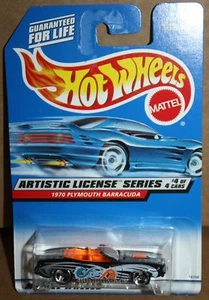 GUARANTEED
FOR LIFE
Hot Wheels
MATTEL
ARTISTIC LICENSE SERIES #4 OF 4 CARS
1970 PLYMOUTH BARRACUDA